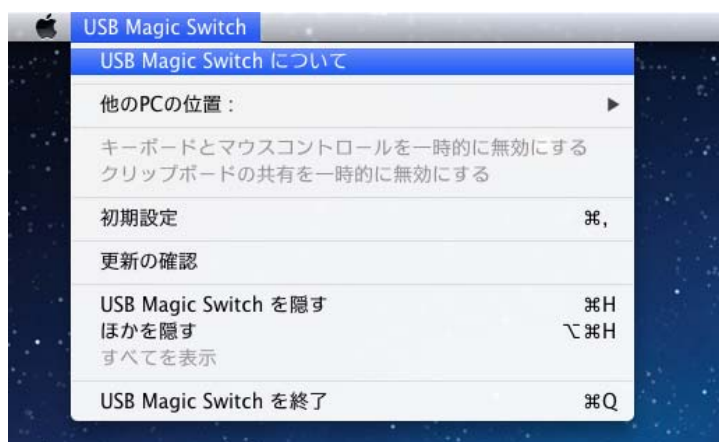 USB Magic Switch
USB Magic Switch について
他のPCの位置：
キーボードとマウスコントロールを一時的に無効にする
クリップボードの共有を一時的に無効にする
初期設定 ⌘,
更新の確認
USB Magic Switch を隠す ⌘H
ほかを隠す ⌥⌘H
すべてを表示
USB Magic Switch を終了 ⌘Q